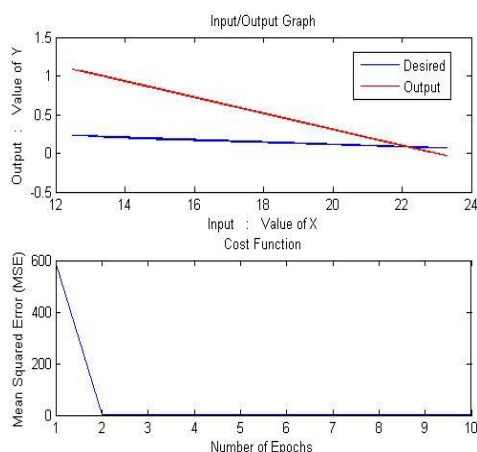 Input/Output Graph
Output : Value of Y
1.5
1
0.5
0
-0.5
Desired
Output
12 14 16 18 20 22 24
Input : Value of X
Cost Function
Mean Squared Error (MSE)
600
400
200
0
1 2 3 4 5 6 7 8 9 10
Number of Epochs